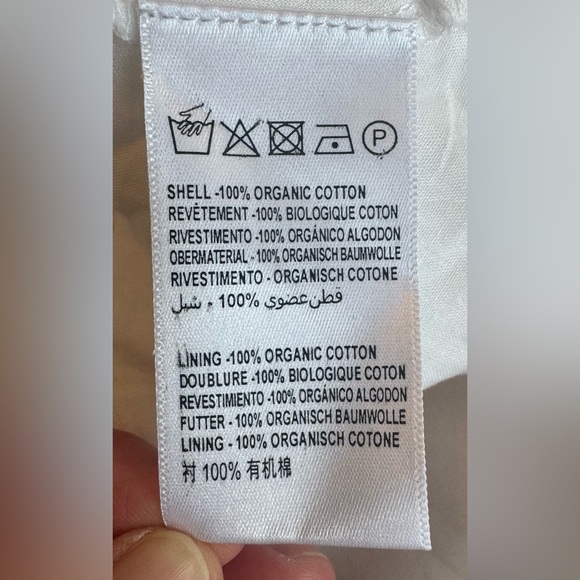 P
SHELL -100% ORGANIC COTTON
REVÊTEMENT -100% BIOLOGIQUE COTON
RIVESTIMENTO -100% ORGÁNICO ALGODON
OBERMATERIAL - 100% ORGANISCH BAUMWOLLE
RIVESTIMENTO - ORGANISCH COTONE
قطن عضوي %100 - شيل
LINING -100% ORGANIC COTTON
DOUBLURE -100% BIOLOGIQUE COTON
REVESTIMIENTO -100% ORGÁNICO ALGODON
FUTTER - 100% ORGANISCH BAUMWOLLE
LINING - 100% ORGANISCH COTONE
衬 100% 有机棉